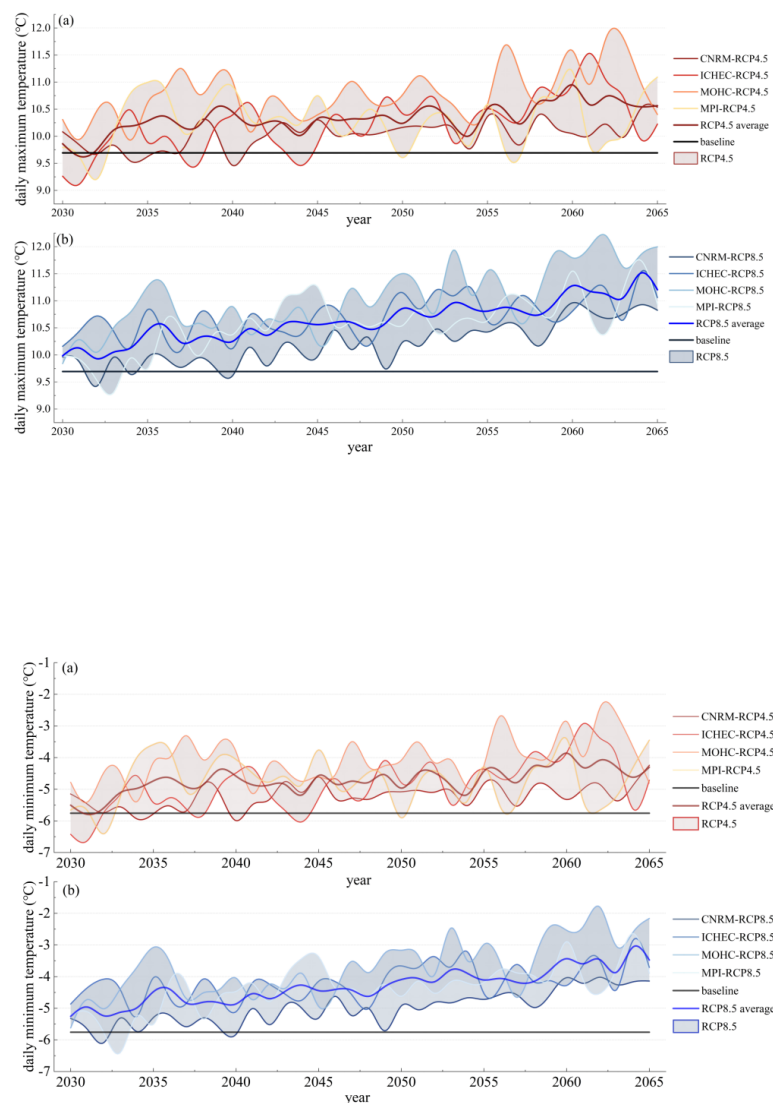 (a)
daily maximum temperature (°C)
12.0
11.5
11.0
10.5
10.0
9.5
9.0
2030 2035 2040 2045 2050 2055 2060 2065
year
CNRM-RCP4.5
ICHEC-RCP4.5
MOHC-RCP4.5
MPI-RCP4.5
RCP4.5 average
baseline
RCP4.5
(b)
daily maximum temperature (°C)
12.0
11.5
11.0
10.5
10.0
9.5
9.0
2030 2035 2040 2045 2050 2055 2060 2065
year
CNRM-RCP8.5
ICHEC-RCP8.5
MOHC-RCP8.5
MPI-RCP8.5
RCP8.5 average
baseline
RCP8.5
(a)
daily minimum temperature (°C)
-1
-2
-3
-4
-5
-6
-7
2030 2035 2040 2045 2050 2055 2060 2065
year
CNRM-RCP4.5
ICHEC-RCP4.5
MOHC-RCP4.5
MPI-RCP4.5
baseline
RCP4.5 average
RCP4.5
(b)
daily minimum temperature (°C)
-1
-2
-3
-4
-5
-6
-7
2030 2035 2040 2045 2050 2055 2060 2065
year
CNRM-RCP8.5
ICHEC-RCP8.5
MOHC-RCP8.5
MPI-RCP8.5
baseline
RCP8.5 average
RCP8.5